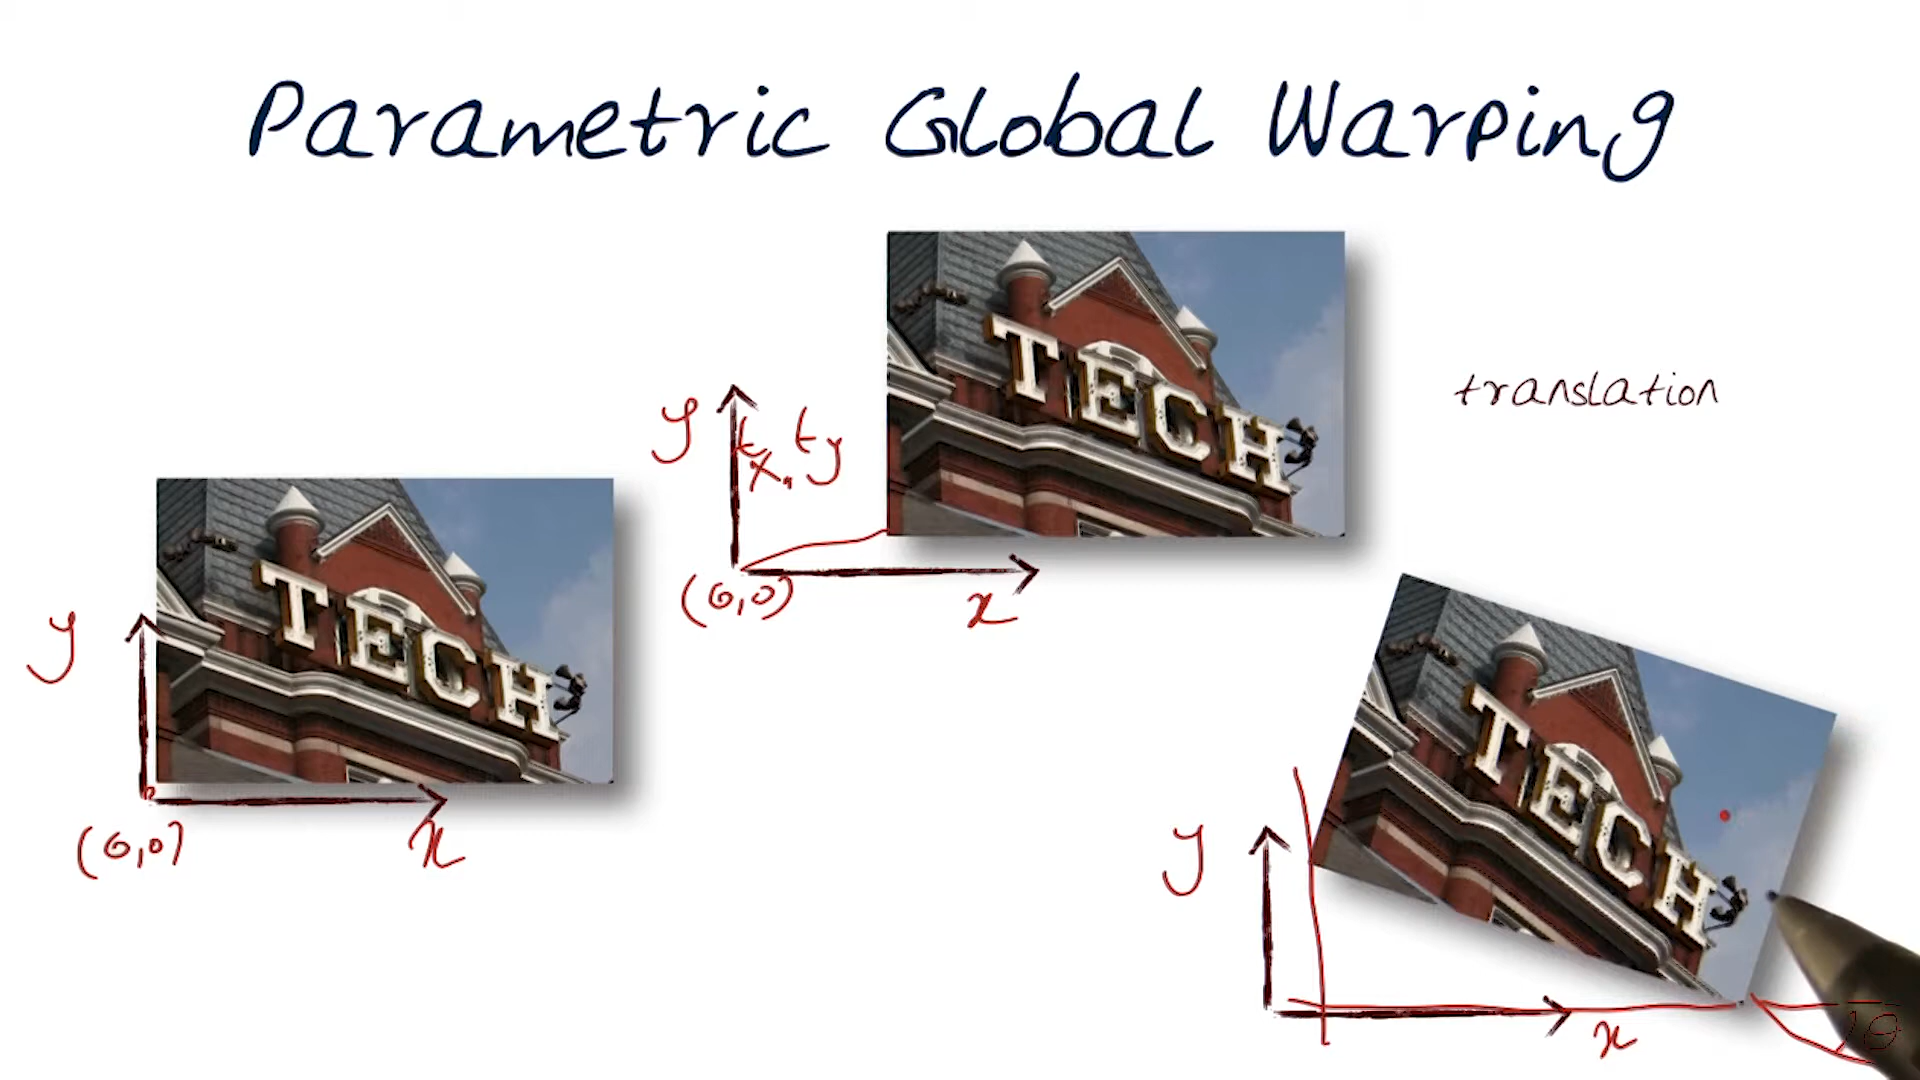 Parametric Global Warping
TECH
translation
y
tx, ty
(0,0)
x
TECH
y
(0,0)
x
TECH
y
x
θ